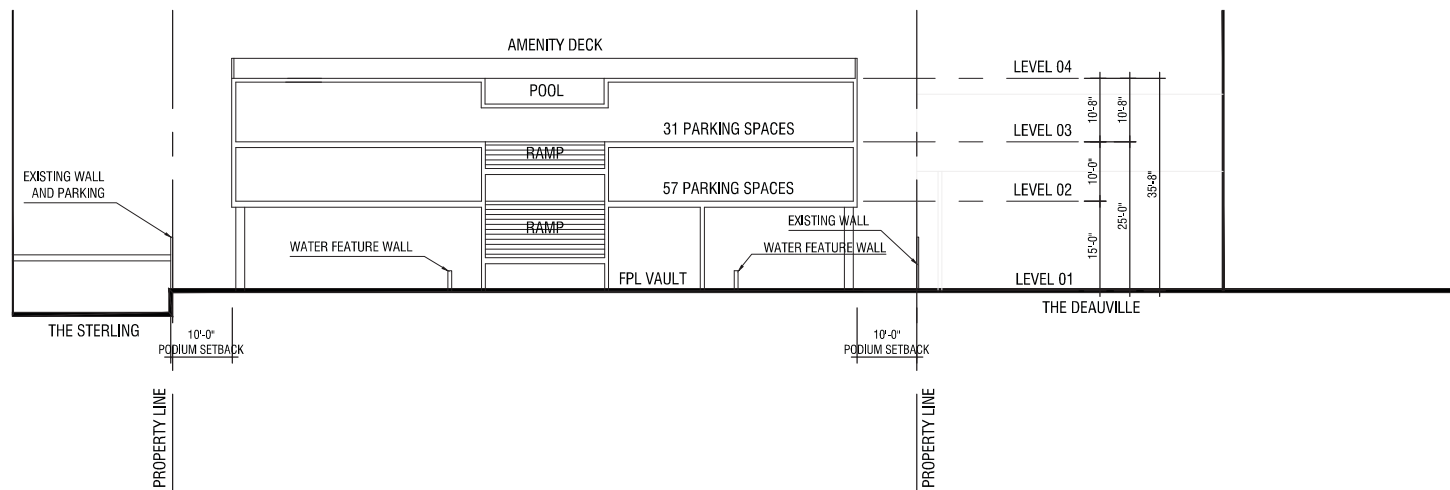 AMENITY DECK
LEVEL 04
POOL
10'-8"
10'-8"
31 PARKING SPACES
LEVEL 03
RAMP
EXISTING WALL
AND PARKING
57 PARKING SPACES
LEVEL 02
10'-0"
35'-8"
25'-0"
EXISTING WALL
RAMP
WATER FEATURE WALL
WATER FEATURE WALL
15'-0"
FPL VAULT
LEVEL 01
THE DEAUVILLE
THE STERLING
10'-0"
PODIUM SETBACK
10'-0"
PODIUM SETBACK
PROPERTY LINE
PROPERTY LINE